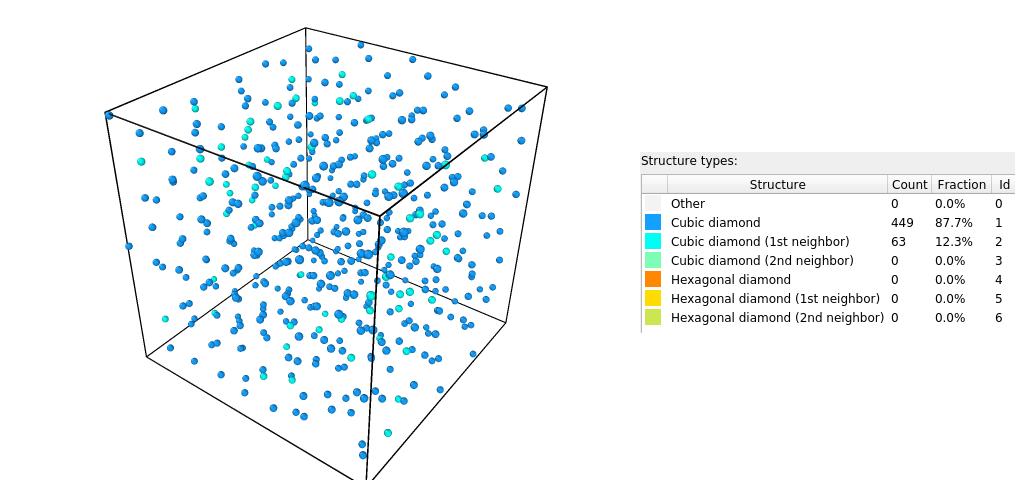 Structure types:
Structure Count Fraction Id
Other 0 0.0% 0
Cubic diamond 449 87.7% 1
Cubic diamond (1st neighbor) 63 12.3% 2
Cubic diamond (2nd neighbor) 0 0.0% 3
Hexagonal diamond 0 0.0% 4
Hexagonal diamond (1st neighbor) 0 0.0% 5
Hexagonal diamond (2nd neighbor) 0 0.0% 6